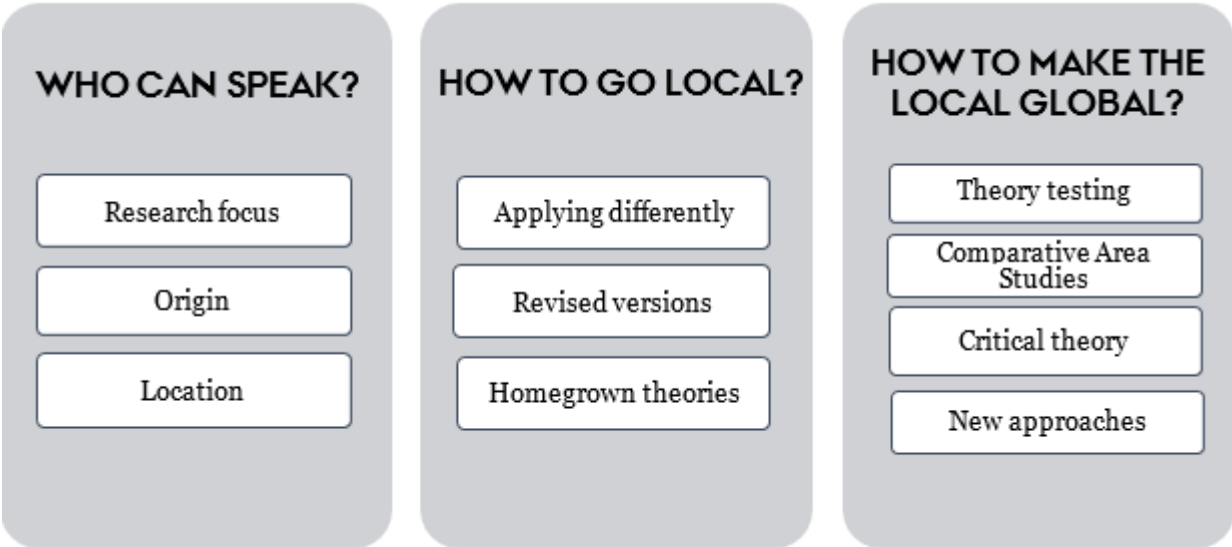 WHO CAN SPEAK?
Research focus
Origin
Location
HOW TO GO LOCAL?
Applying differently
Revised versions
Homegrown theories
HOW TO MAKE THE
LOCAL GLOBAL?
Theory testing
Comparative Area
Studies
Critical theory
New approaches